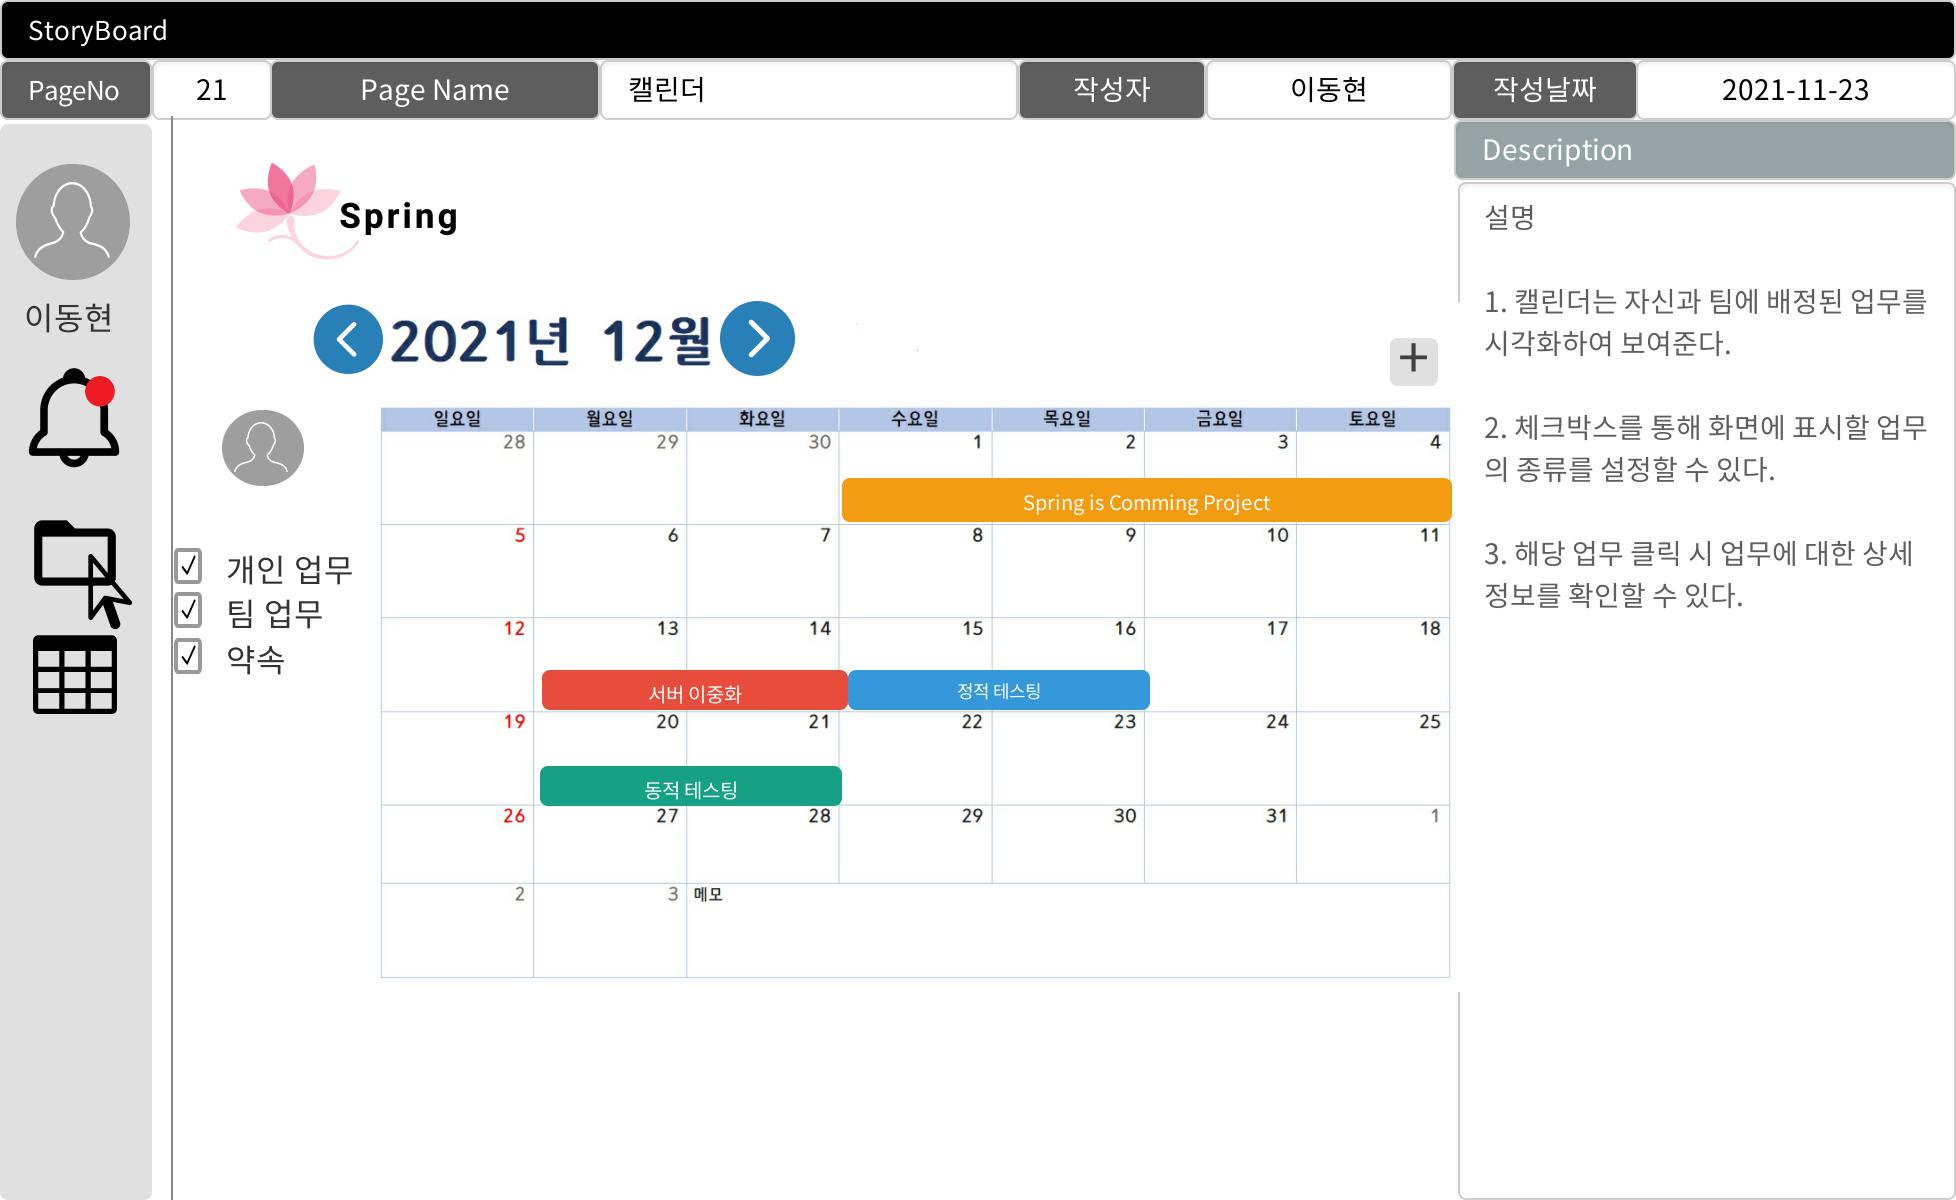 StoryBoard
PageNo 21 Page Name 캘린더 작성자 이동현 작성날짜 2021-11-23
Description
Spring
이동현
2021년 12월
+
개인 업무
팀 업무
약속
일요일 월요일 화요일 수요일 목요일 금요일 토요일
28 29 30 1 2 3 4
Spring is Comming Project
5 6 7 8 9 10 11
12 13 14 15 16 17 18
서버 이중화 정적 테스팅
19 20 21 22 23 24 25
동적 테스팅
26 27 28 29 30 31 1
2 3 메모
설명
1. 캘린더는 자신과 팀에 배정된 업무를
시각화하여 보여준다.
2. 체크박스를 통해 화면에 표시할 업무
의 종류를 설정할 수 있다.
3. 해당 업무 클릭 시 업무에 대한 상세
정보를 확인할 수 있다.